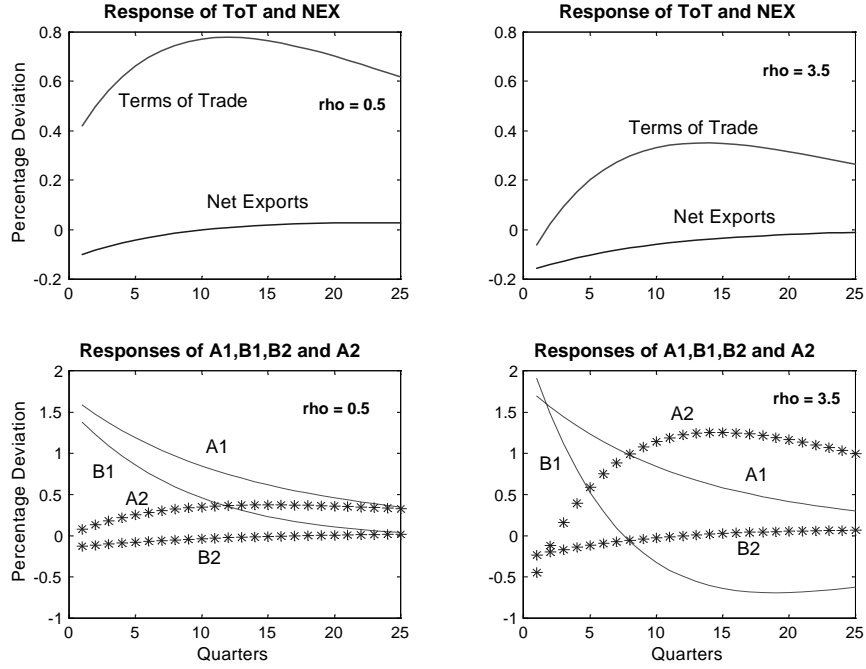 Response of ToT and NEX
Percentage Deviation
0.8
0.6
0.4
0.2
0
-0.2
0
5
10
15
20
25
Terms of Trade
rho = 0.5
Net Exports
Response of ToT and NEX
0.8
0.6
0.4
0.2
0
-0.2
0
5
10
15
20
25
rho = 3.5
Terms of Trade
Net Exports
Responses of A1,B1,B2 and A2
Percentage Deviation
2
1.5
1
0.5
0
-0.5
-1
0
5
10
15
20
25
Quarters
rho = 0.5
A1
B1
A2
B2
Responses of A1,B1,B2 and A2
2
1.5
1
0.5
0
-0.5
-1
0
5
10
15
20
25
Quarters
rho = 3.5
A2
B1
A1
B2